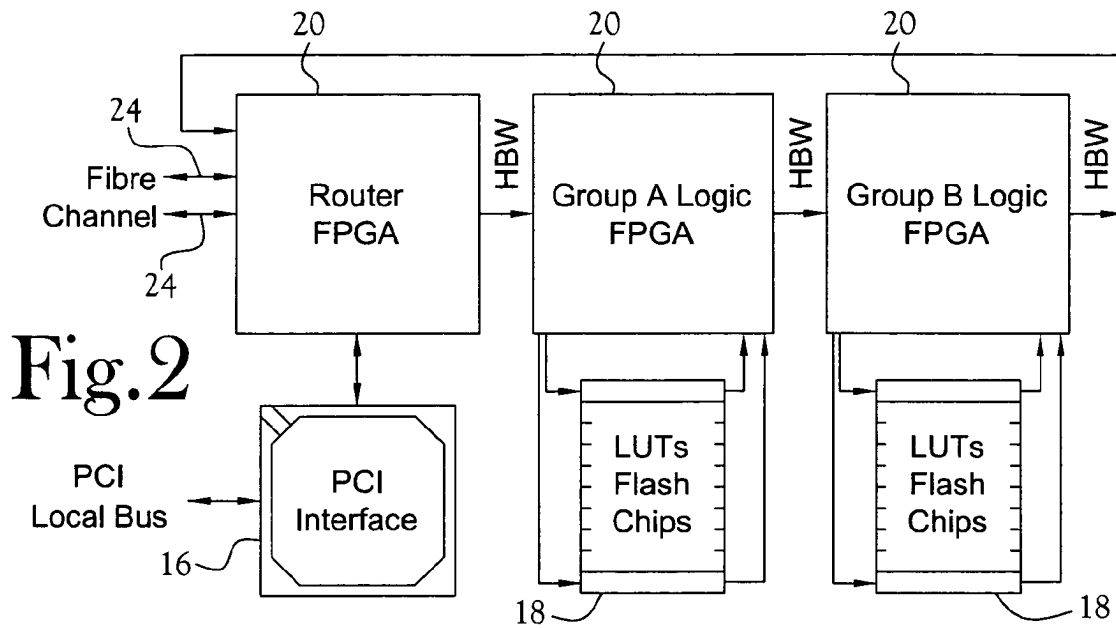 20
20
20
24
Fibre
Channel
24
Router
FPGA
HBW
Group A Logic
FPGA
HBW
Group B Logic
FPGA
HBW
Fig.2
PCI
Local Bus
16
PCI
Interface
LUTs
Flash
Chips
18
LUTs
Flash
Chips
18